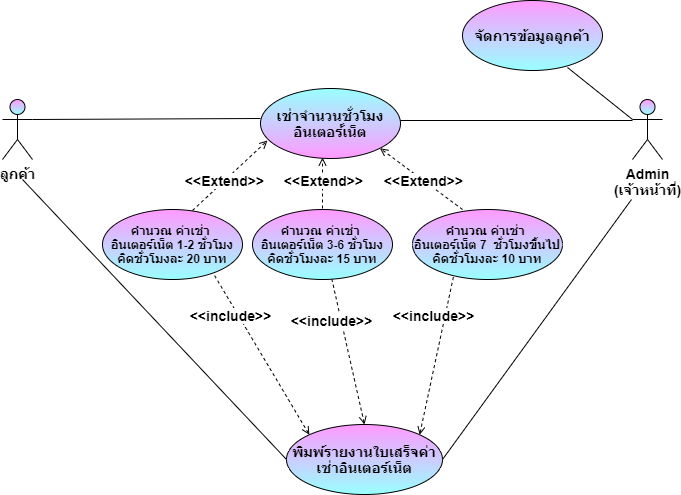 จัดการข้อมูลลูกค้า
เช่าจำนวนชั่วโมง
อินเตอร์เน็ต
ลูกค้า
Admin
(เจ้าหน้าที่)
<<Extend>>
<<Extend>>
<<Extend>>
คำนวณ ค่าเช่า
อินเตอร์เน็ต 1-2 ชั่วโมง
คิดชั่วโมงละ 20 บาท
คำนวณ ค่าเช่า
อินเตอร์เน็ต 3-6 ชั่วโมง
คิดชั่วโมงละ 15 บาท
คำนวณ ค่าเช่า
อินเตอร์เน็ต 7 ชั่วโมงขึ้นไป
คิดชั่วโมงละ 10 บาท
<<include>>
<<include>>
<<include>>
พิมพ์รายงานใบเสร็จค่า
เช่าอินเตอร์เน็ต